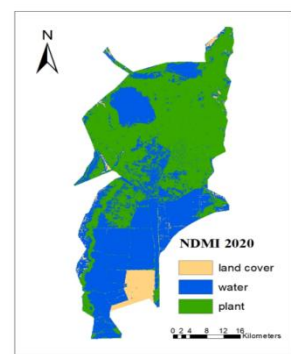 N
NDMI 2020
land cover
water
plant
0 2 4 8 12 16
Kilometers